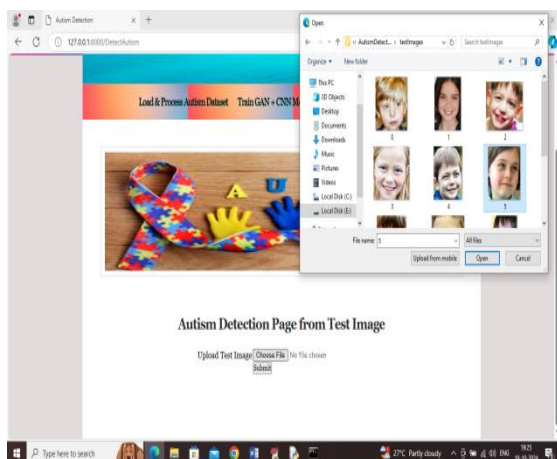 Autism Detection
127.0.0.1:8000/DetectAutism
Load & Process Autism Dataset Train GAN + CNN M
A U
Autism Detection Page from Test Image
Upload Test Image Choose File No file chosen
Submit
Open
« AutismDetect... › testImages
Search testImages
Organize New folder
This PC
3D Objects
Desktop
Documents
Downloads
Music
Pictures
Videos
Local Disk (C:)
Local Disk (E:)
0 1 2
3 4 5
File name: 5
All files
Upload from mobile Open Cancel
Type here to search
27°C Partly cloudy
ENG
19:25